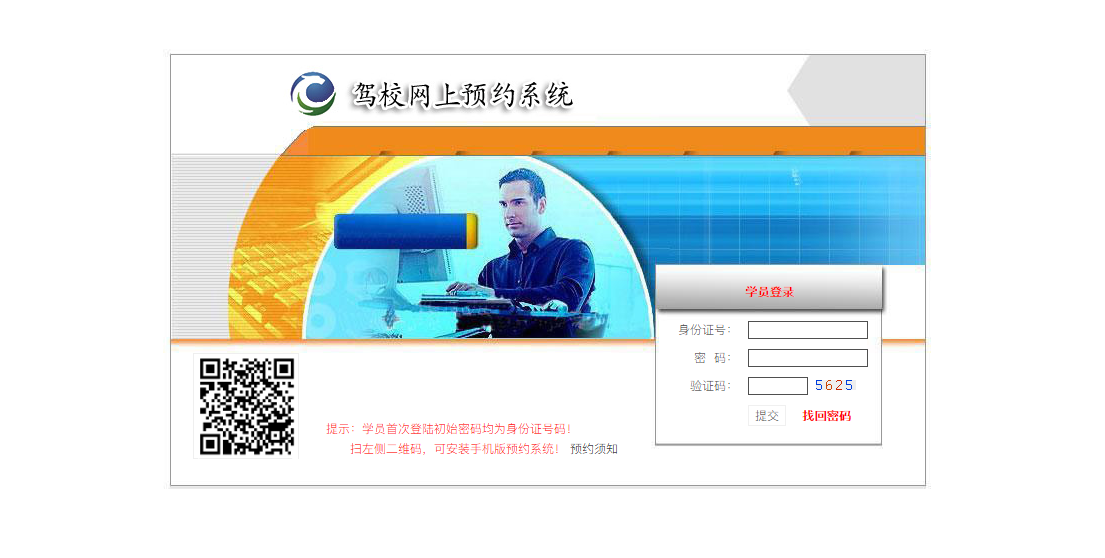 驾校网上预约系统
学员登录
身份证号：
密 码：
验证码： 5625
提交 找回密码
提示：学员首次登陆初始密码均为身份证号码！
扫左侧二维码，可安装手机版预约系统！ 预约须知